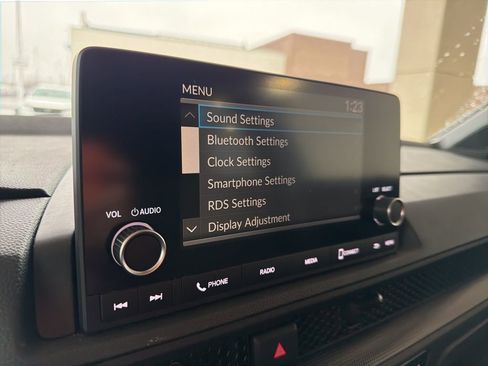 MENU
1:23
Sound Settings
Bluetooth Settings
Clock Settings
Smartphone Settings
RDS Settings
Display Adjustment
VOL AUDIO
LIST SELECT
PHONE
RADIO
MEDIA
CONNECT
MENU